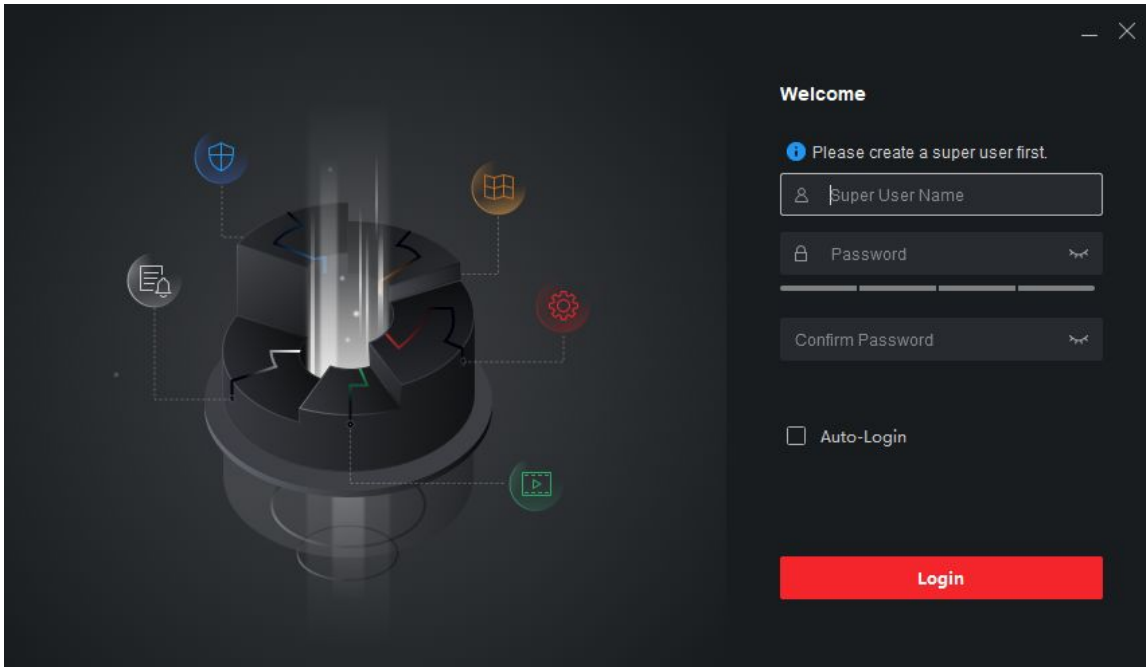 Welcome
Please create a super user first.
Super User Name
Password
Confirm Password
Auto-Login
Login